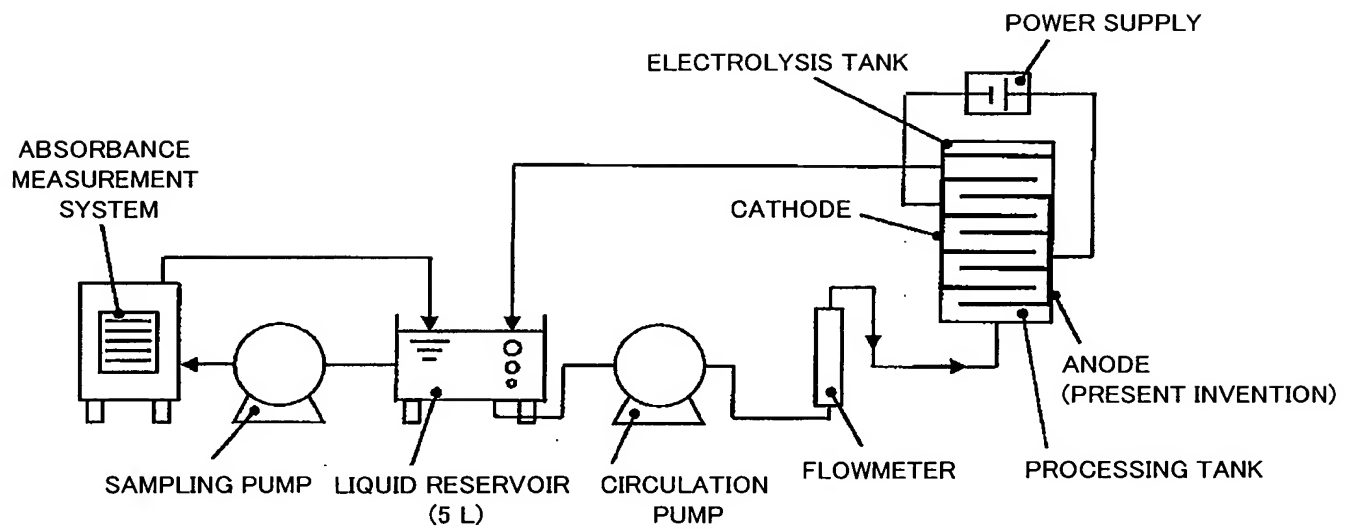 POWER SUPPLY
ELECTROLYSIS TANK
ABSORBANCE
MEASUREMENT
SYSTEM
CATHODE
ANODE
(PRESENT INVENTION)
SAMPLING PUMP
LIQUID RESERVOIR
(5 L)
CIRCULATION
PUMP
FLOWMETER
PROCESSING TANK